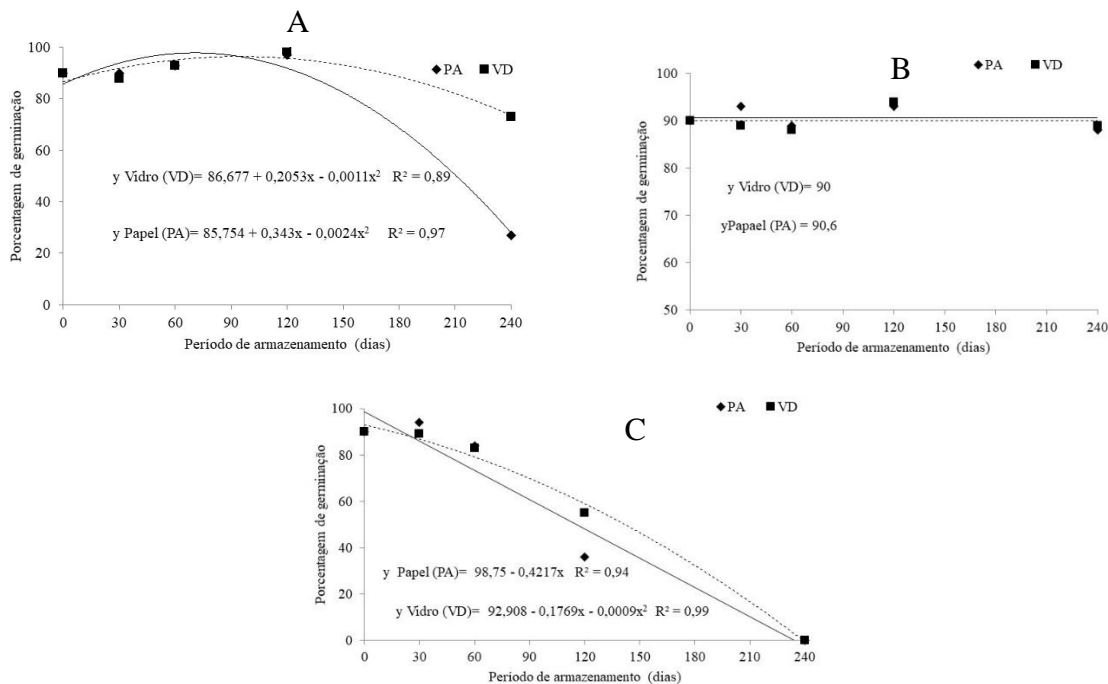 A
◆ PA ■ VD
Porcentagem de germinação
100
80
60
40
20
0
y Vidro (VD)= 86,677 + 0,2053x - 0,0011x² R² = 0,89
y Papel (PA)= 85,754 + 0,343x - 0,0024x² R² = 0,97
0 30 60 90 120 150 180 210 240
Período de armazenamento (dias)
B
◆ PA ■ VD
Porcentagem de germinação
100
90
80
70
60
50
y Vidro (VD)= 90
yPapael (PA) = 90,6
0 30 60 90 120 150 180 210 240
Período de armazenamento (dias)
C
◆ PA ■ VD
Porcentagem de germinação
100
80
60
40
20
0
y Papel (PA)= 98,75 - 0,4217x R² = 0,94
y Vidro (VD)= 92,908 - 0,1769x - 0,0009x² R² = 0,99
0 30 60 90 120 150 180 210 240
Período de armazenamento (dias)